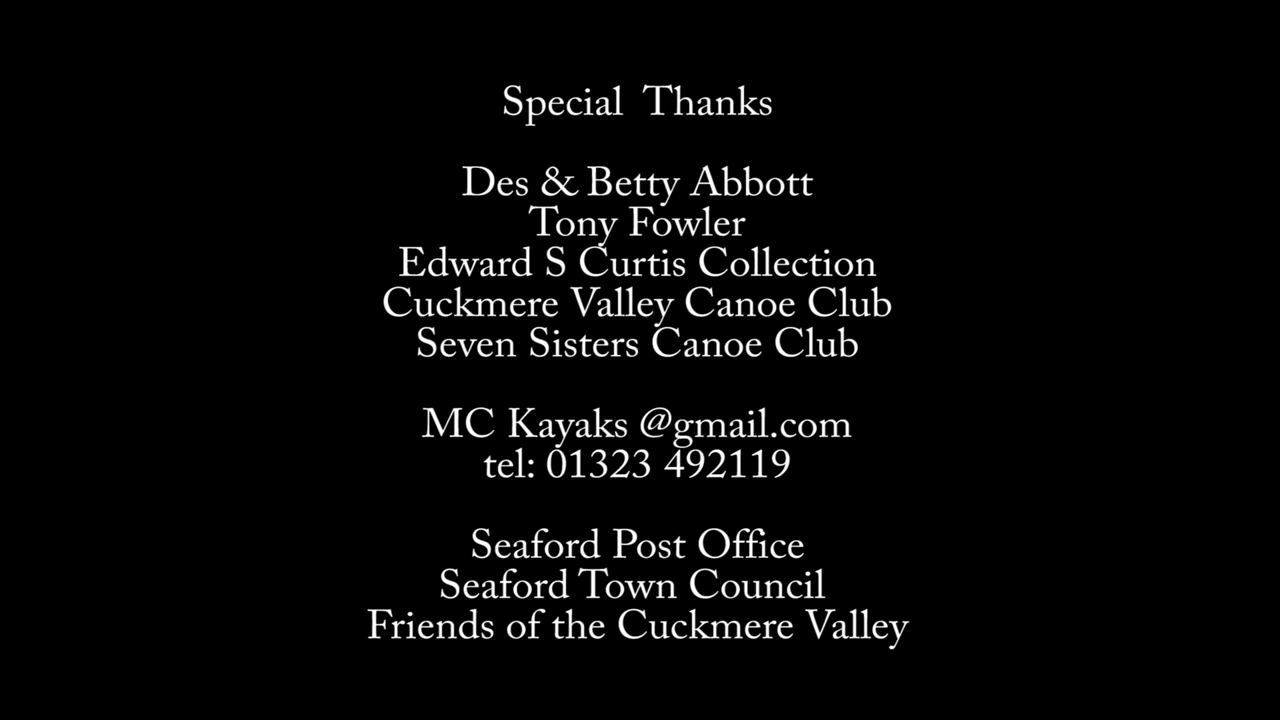 Special Thanks
Des & Betty Abbott
Tony Fowler
Edward S Curtis Collection
Cuckmere Valley Canoe Club
Seven Sisters Canoe Club
MC Kayaks @gmail.com
tel: 01323 492119
Seaford Post Office
Seaford Town Council
Friends of the Cuckmere Valley